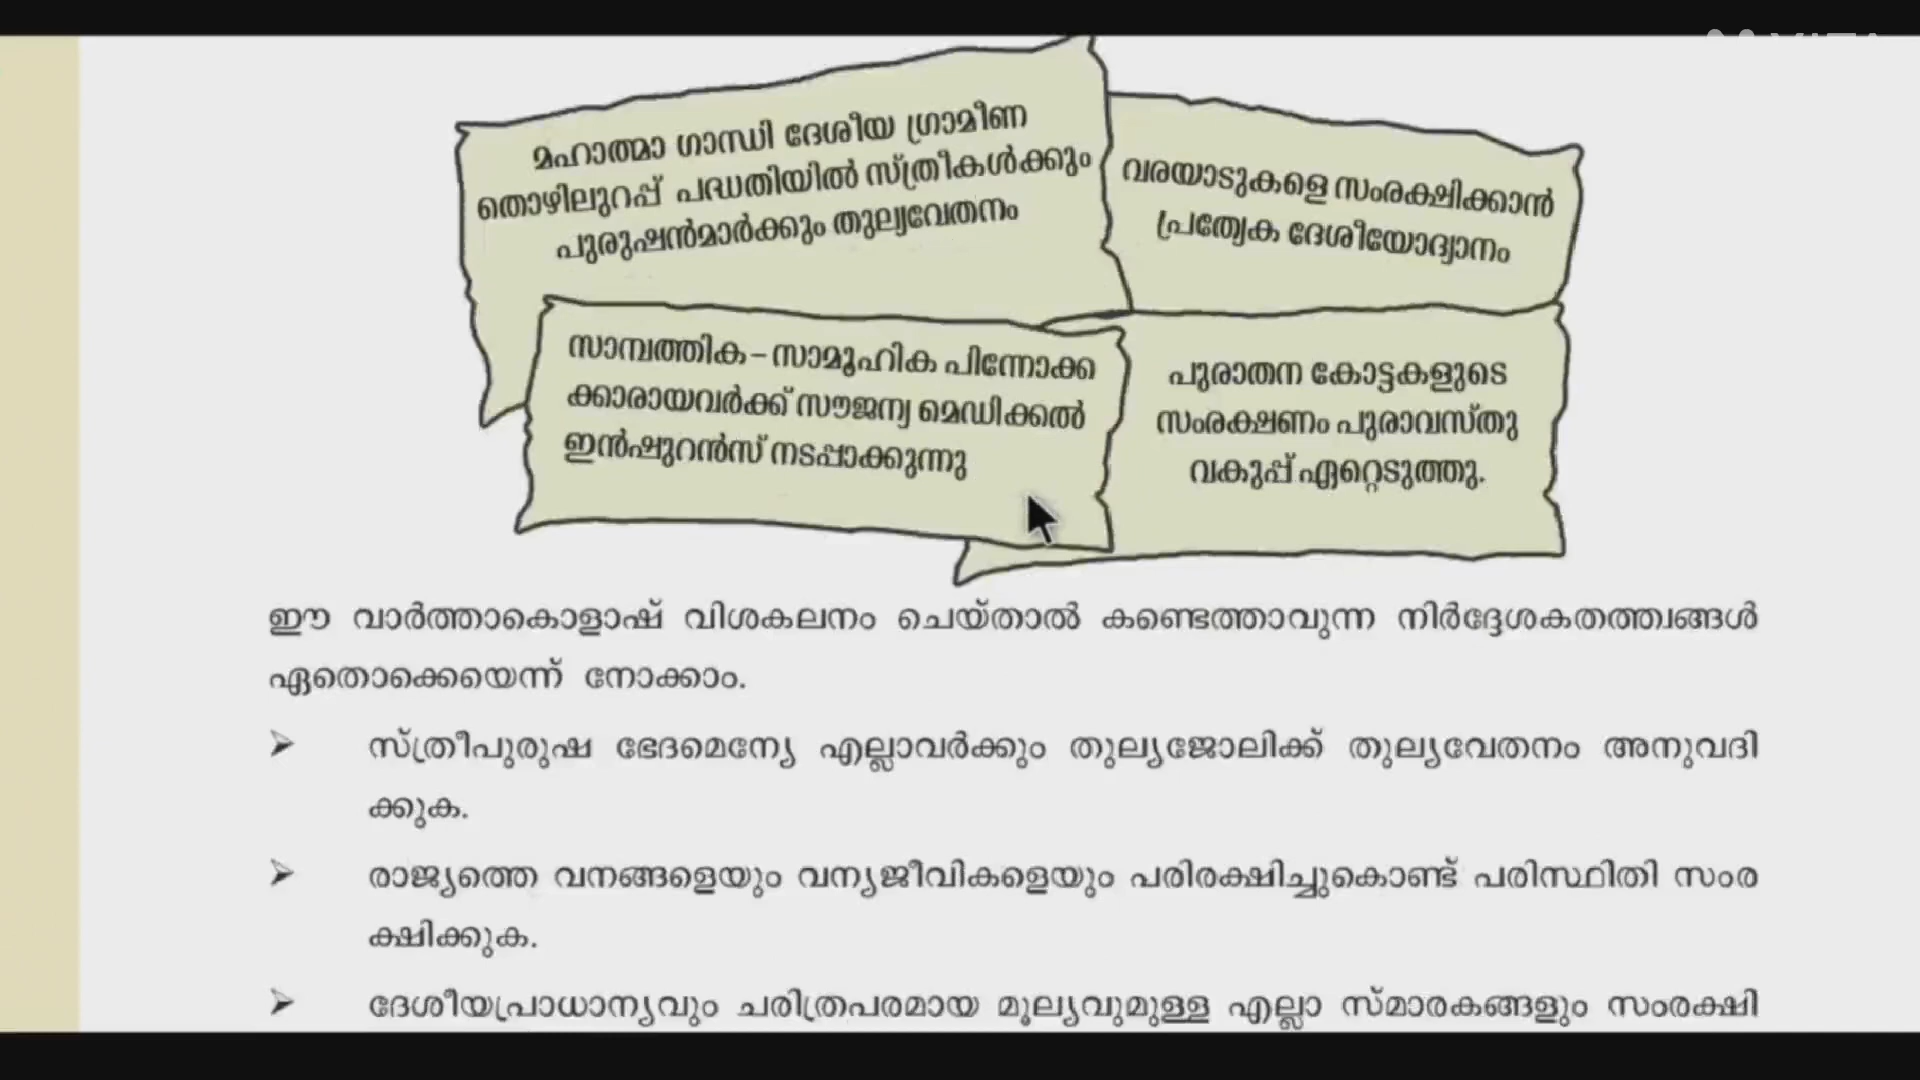 മഹാത്മാ ഗാന്ധി ദേശീയ ഗ്രാമീണ
തൊഴിലുറപ്പ് പദ്ധതിയിൽ സ്ത്രീകൾക്കും
പുരുഷൻമാർക്കും തുല്യവേതനം
വരയാടുകളെ സംരക്ഷിക്കാൻ
പ്രത്യേക ദേശീയോദ്യാനം
സാമ്പത്തിക-സാമൂഹിക പിന്നോക്ക
ക്കാരായവർക്ക് സൗജന്യ മെഡിക്കൽ
ഇൻഷുറൻസ് നടപ്പാക്കുന്നു
പുരാതന കോട്ടകളുടെ
സംരക്ഷണം പുരാവസ്തു
വകുപ്പ് ഏറ്റെടുത്തു.
ഈ വാർത്താകൊളാഷ് വിശകലനം ചെയ്താൽ കണ്ടെത്താവുന്ന നിർദ്ദേശകതത്ത്വങ്ങൾ
ഏതൊക്കെയെന്ന് നോക്കാം.
➢ സ്ത്രീപുരുഷ ഭേദമെന്യേ എല്ലാവർക്കും തുല്യജോലിക്ക് തുല്യവേതനം അനുവദി
ക്കുക.
➢ രാജ്യത്തെ വനങ്ങളെയും വന്യജീവികളെയും പരിരക്ഷിച്ചുകൊണ്ട് പരിസ്ഥിതി സംര
ക്ഷിക്കുക.
➢ ദേശീയപ്രാധാന്യവും ചരിത്രപരമായ മൂല്യവുമുള്ള എല്ലാ സ്മാരകങ്ങളും സംരക്ഷി